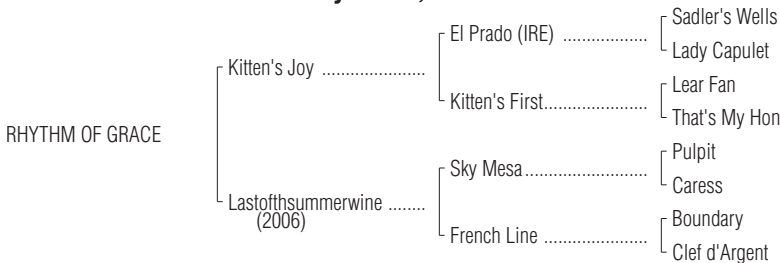 Sadler's Wells
El Prado (IRE) ..................
Lady Capulet
Kitten's Joy ......................
Lear Fan
Kitten's First......................
That's My Hon
RHYTHM OF GRACE
Pulpit
Sky Mesa..........................
Caress
Lastofthsummerwine ........
(2006)
Boundary
French Line ......................
Clef d'Argent